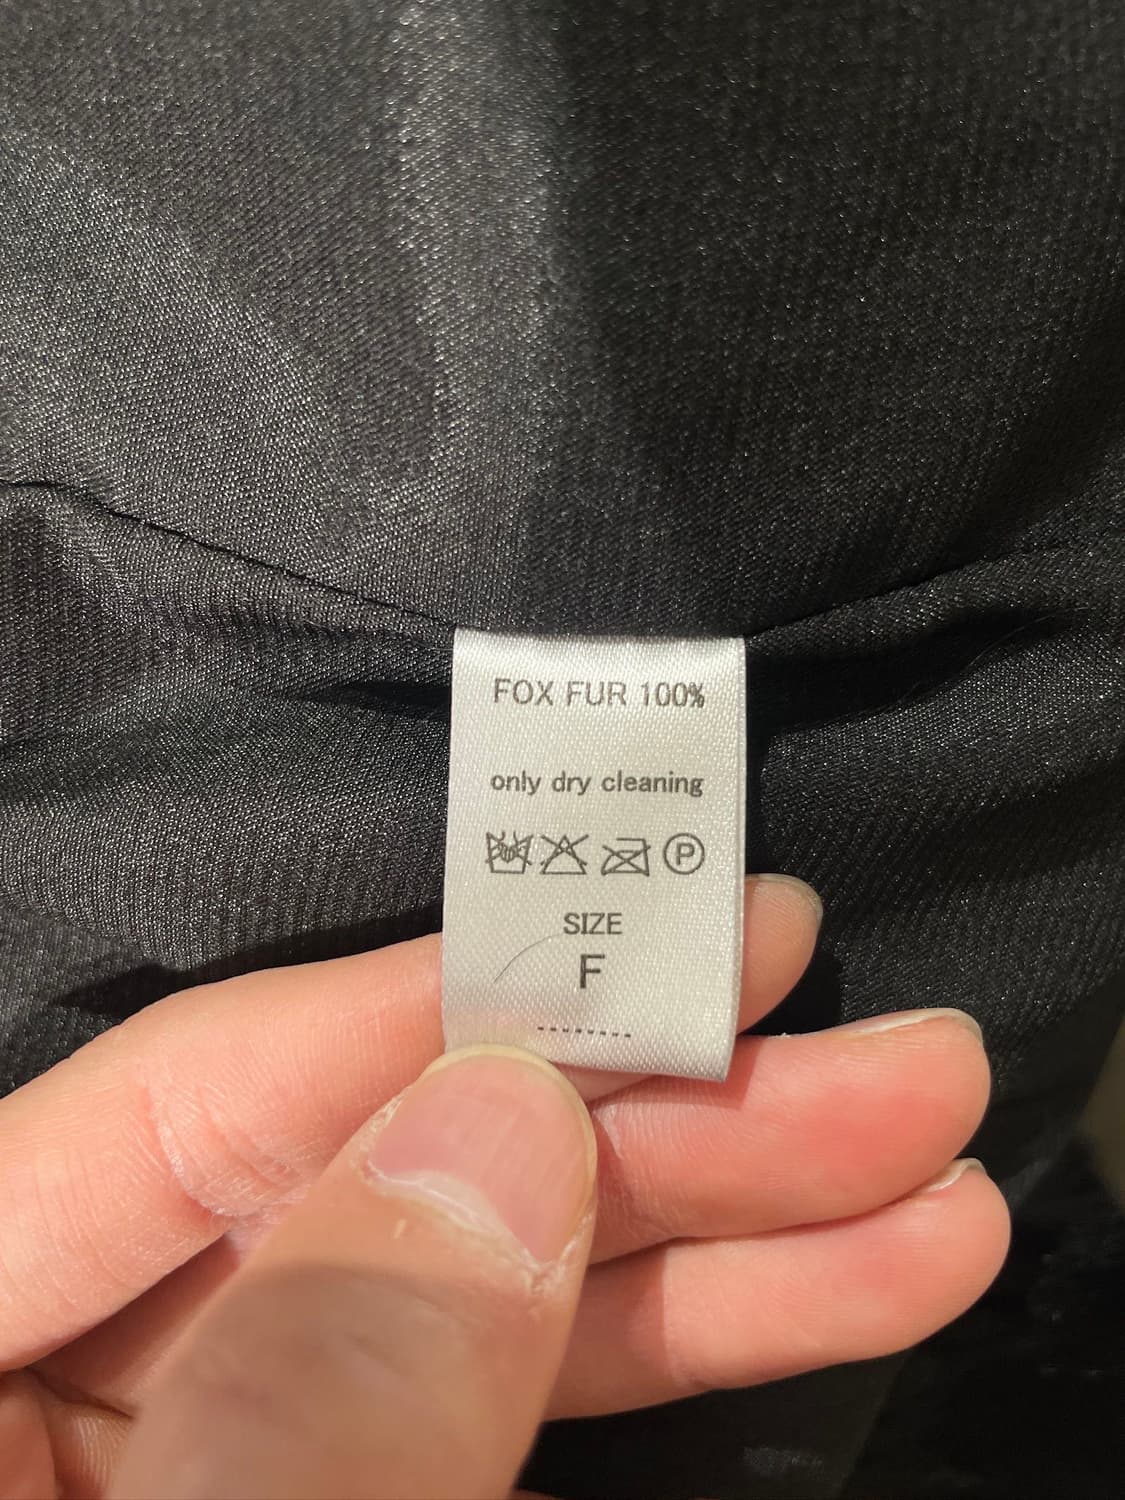 FOX FUR 100%
only dry cleaning
P
SIZE
F